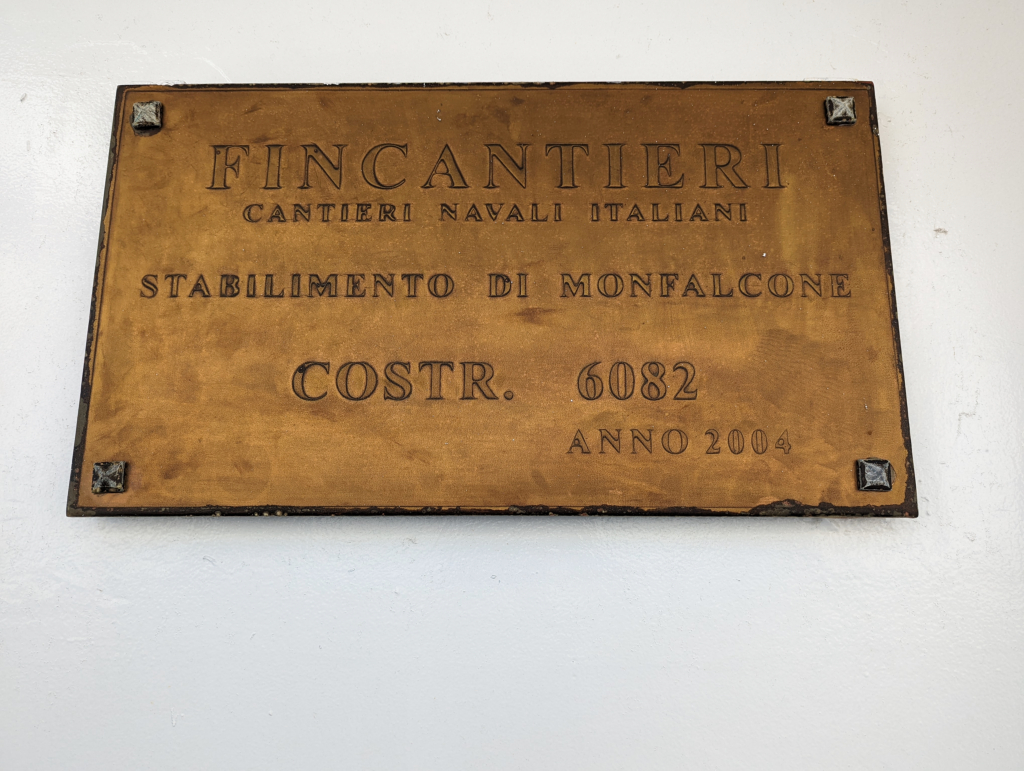 FINCANTIERI
CANTIERI NAVALI ITALIANI
STABILIMENTO DI MONFALCONE
COSTR. 6082
ANNO 2004